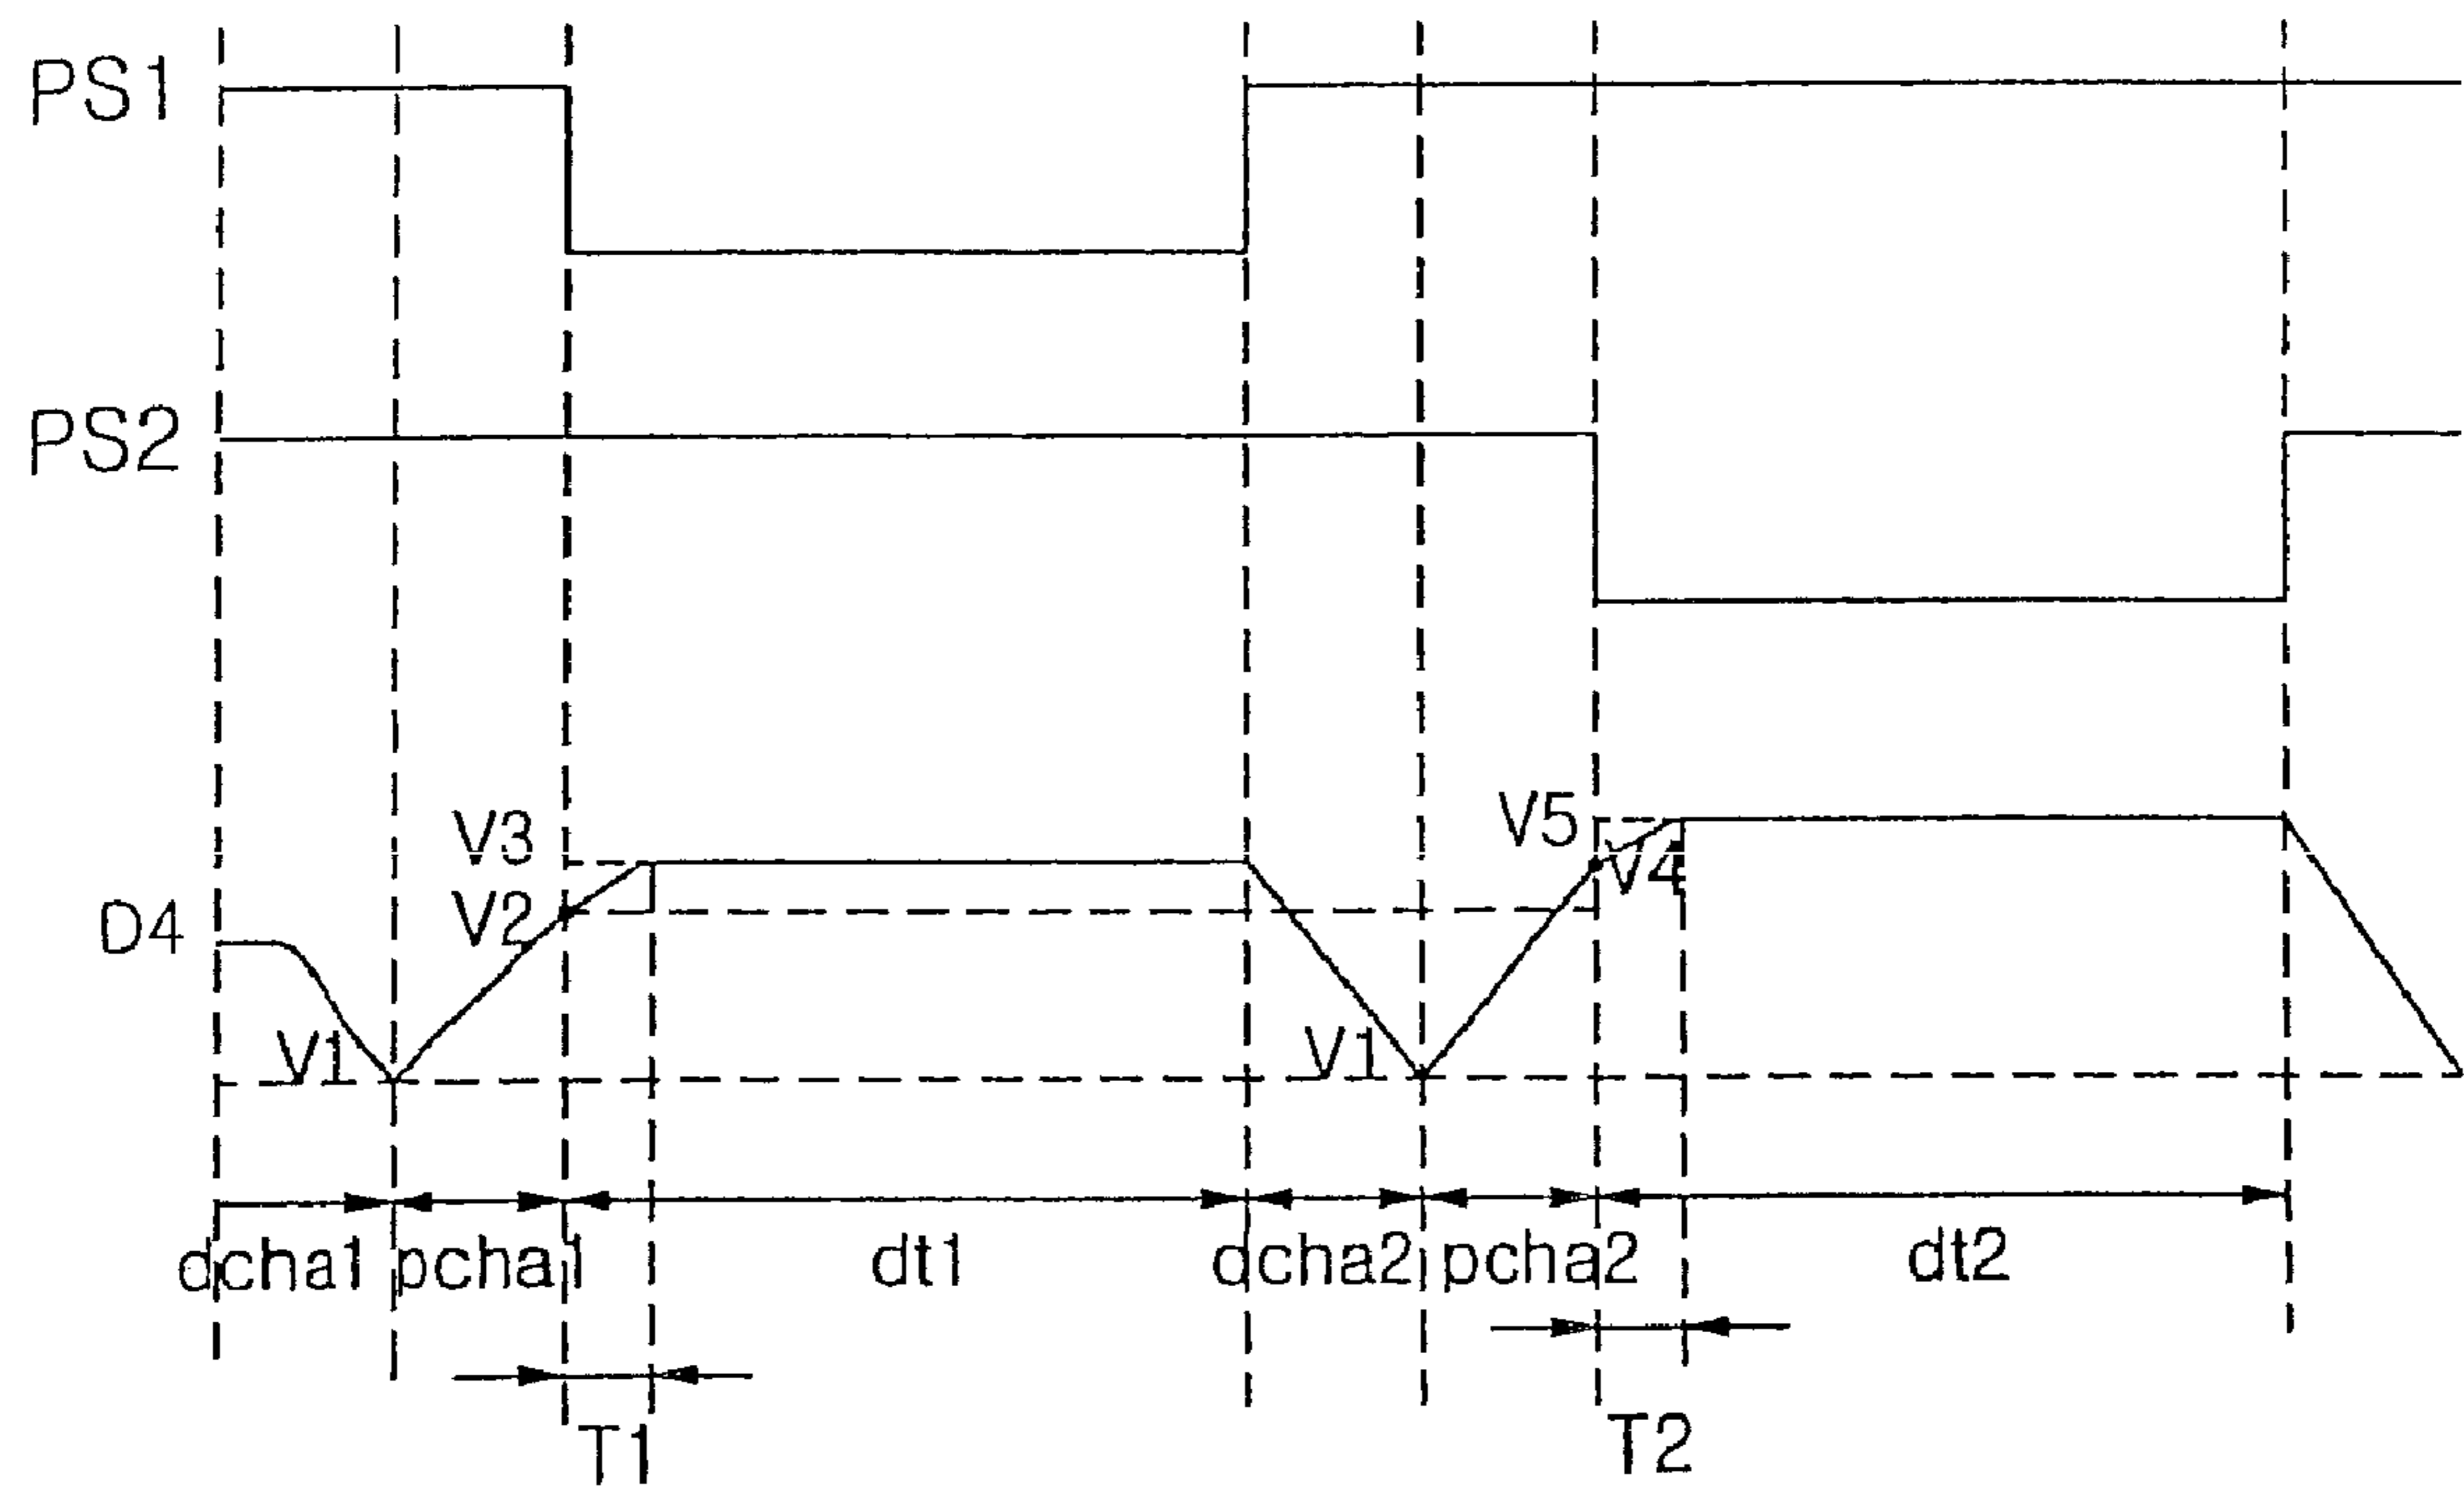 PS1
PS2
V3
V5
V4
V2
D4
V1
V1
dcha1 pcha1 dt1 dcha2 pcha2 dt2
T1
T2